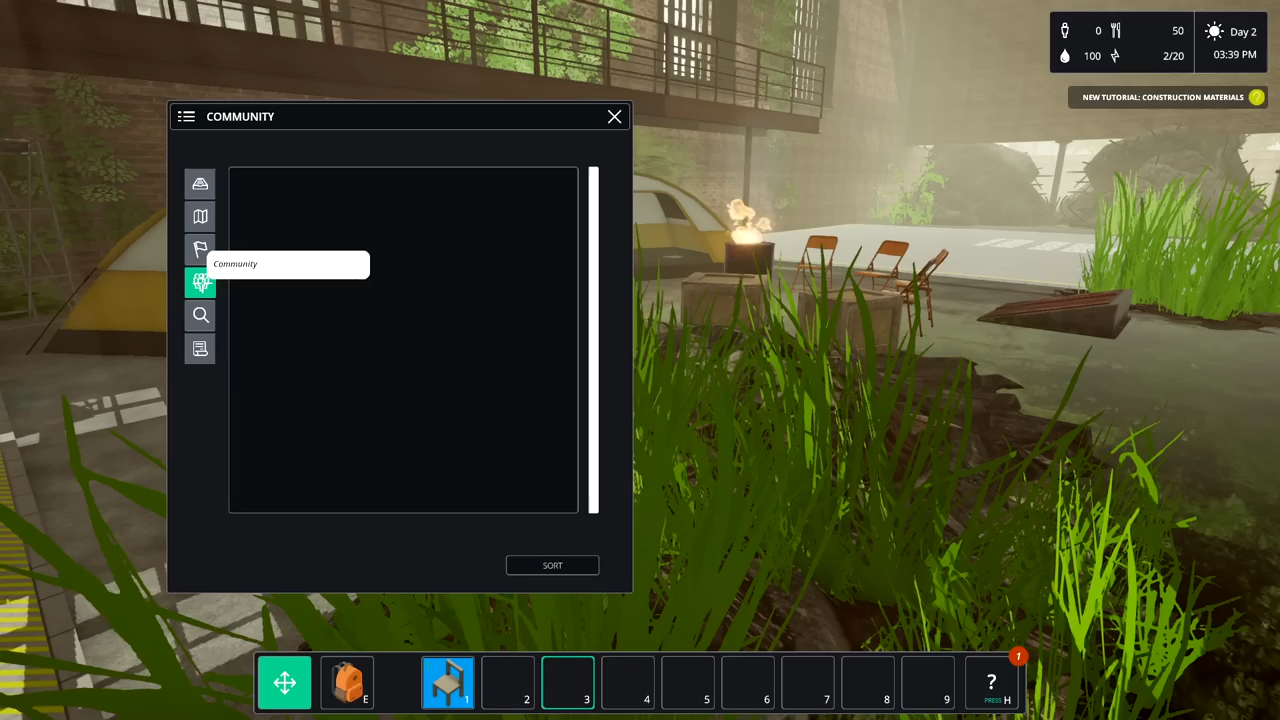 0
50
Day 2
100
2/20
03:39 PM
NEW TUTORIAL: CONSTRUCTION MATERIALS ?
COMMUNITY
Community
SORT
E
1
2
3
4
5
6
7
8
9
?
PRESS H
1